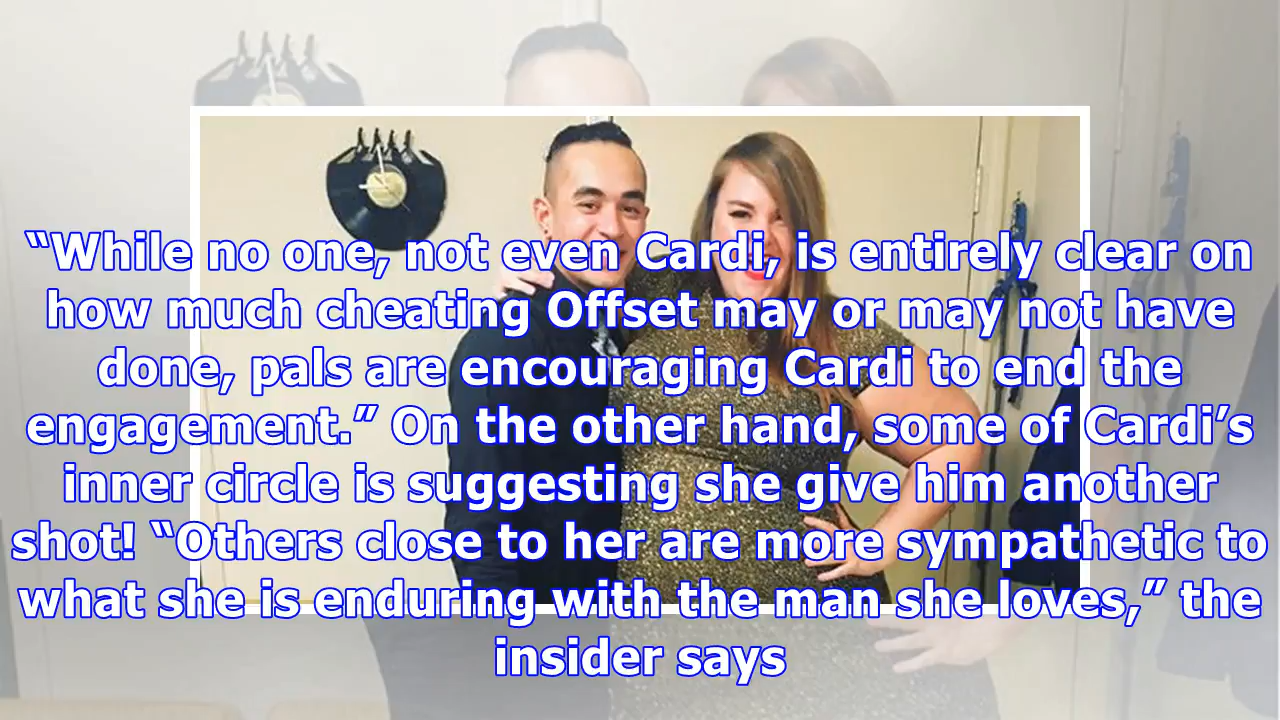 “While no one, not even Cardi, is entirely clear on
how much cheating Offset may or may not have
done, pals are encouraging Cardi to end the
engagement.” On the other hand, some of Cardi’s
inner circle is suggesting she give him another
shot! “Others close to her are more sympathetic to
what she is enduring with the man she loves,” the
insider says